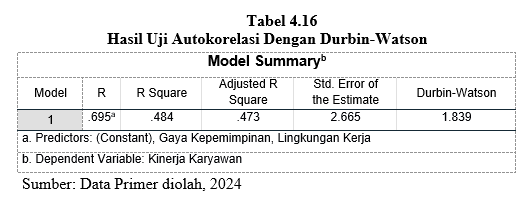 Tabel 4.16
Hasil Uji Autokorelasi Dengan Durbin-Watson
Model Summaryb
Model R R Square Adjusted R Square Std. Error of the Estimate Durbin-Watson
1 .695a .484 .473 2.665 1.839
a. Predictors: (Constant), Gaya Kepemimpinan, Lingkungan Kerja
b. Dependent Variable: Kinerja Karyawan
Sumber: Data Primer diolah, 2024